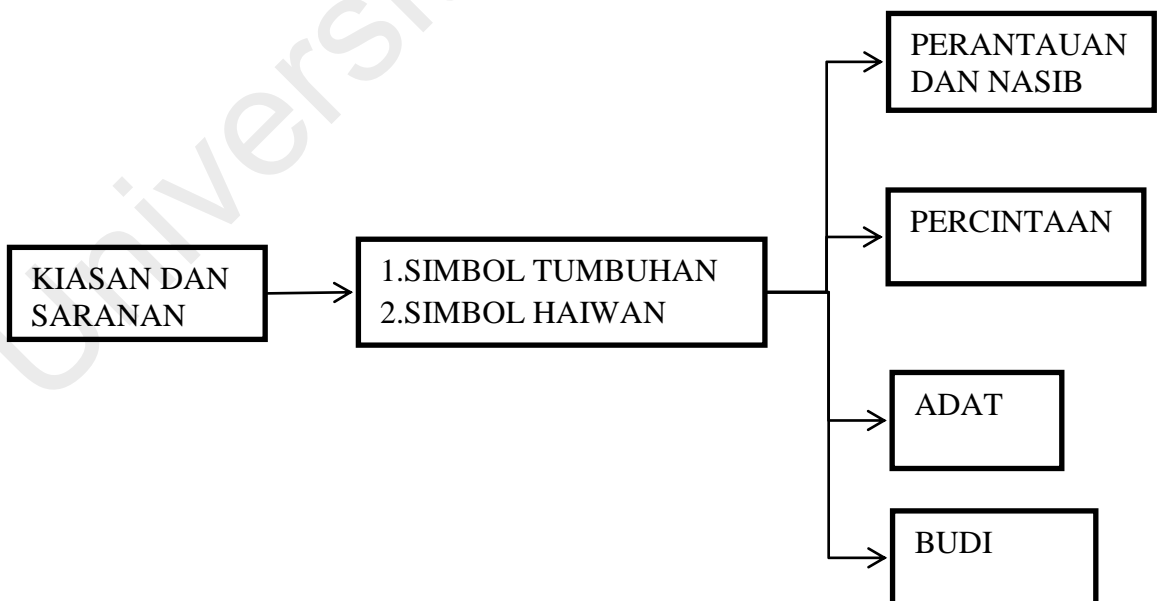 PERANTAUAN
DAN NASIB
PERCINTAAN
KIASAN DAN
SARANAN
1.SIMBOL TUMBUHAN
2.SIMBOL HAIWAN
ADAT
BUDI